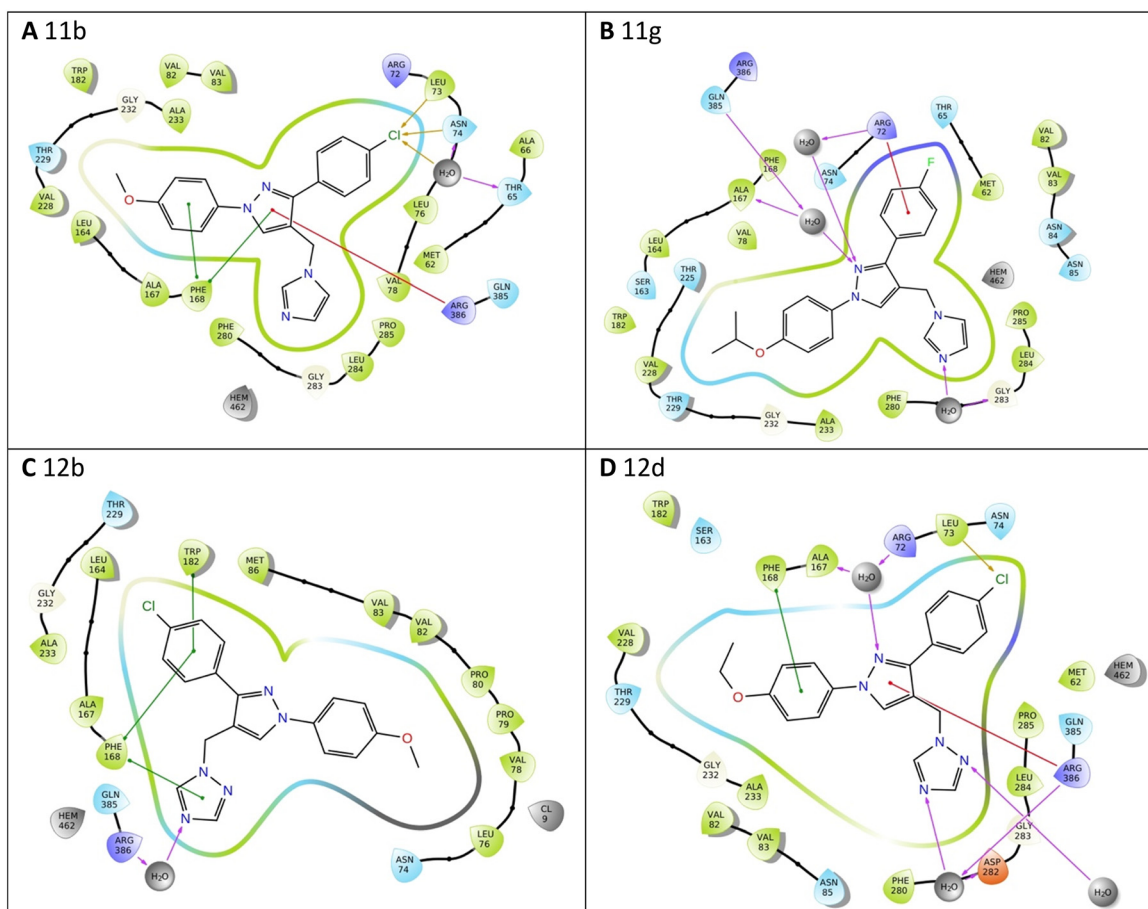 A 11b
TRP
182
VAL
82
VAL
83
GLY
232
ALA
233
THR
229
VAL
228
LEU
164
ALA
167
PHE
168
ARG
72
LEU
73
ASN
74
Cl
H₂O
ALA
66
THR
65
LEU
76
MET
62
VAL
78
ARG
386
GLN
385
O
N
N
N
N
PHE
280
GLY
283
LEU
284
PRO
285
HEM
462
B 11g
ARG
386
GLN
385
H₂O
ARG
72
THR
65
VAL
82
VAL
83
ASN
84
ASN
85
PHE
168
ALA
167
ASN
74
F
MET
62
H₂O
VAL
78
LEU
164
SER
163
THR
225
HEM
462
N
N
N
N
O
TRP
182
VAL
228
THR
229
GLY
232
ALA
233
PHE
280
H₂O
GLY
283
LEU
284
PRO
285
C 12b
THR
229
LEU
164
TRP
182
MET
86
GLY
232
ALA
233
Cl
VAL
83
VAL
82
PRO
80
PRO
79
VAL
78
ALA
167
PHE
168
N
N
O
N
N
N
GLN
385
HEM
462
ARG
386
H₂O
CL
9
LEU
76
ASN
74
D 12d
TRP
182
SER
163
LEU
73
ASN
74
ARG
72
ALA
167
PHE
168
H₂O
Cl
VAL
228
THR
229
MET
62
HEM
462
N
N
O
N
N
N
PRO
285
GLN
385
ARG
386
LEU
284
GLY
232
ALA
233
GLY
283
VAL
82
VAL
83
ASP
282
ASN
85
PHE
280
H₂O
H₂O